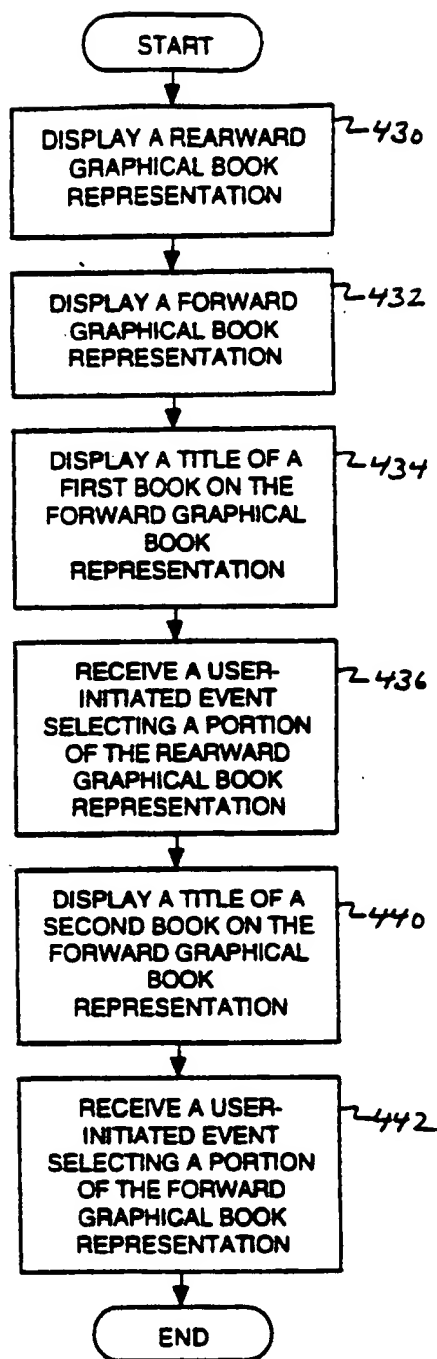 START
DISPLAY A REARWARD
GRAPHICAL BOOK
REPRESENTATION
430
DISPLAY A FORWARD
GRAPHICAL BOOK
REPRESENTATION
432
DISPLAY A TITLE OF A
FIRST BOOK ON THE
FORWARD GRAPHICAL
BOOK
REPRESENTATION
434
RECEIVE A USER-
INITIATED EVENT
SELECTING A PORTION
OF THE REARWARD
GRAPHICAL BOOK
REPRESENTATION
436
DISPLAY A TITLE OF A
SECOND BOOK ON THE
FORWARD GRAPHICAL
BOOK
REPRESENTATION
440
RECEIVE A USER-
INITIATED EVENT
SELECTING A PORTION
OF THE FORWARD
GRAPHICAL BOOK
REPRESENTATION
442
END